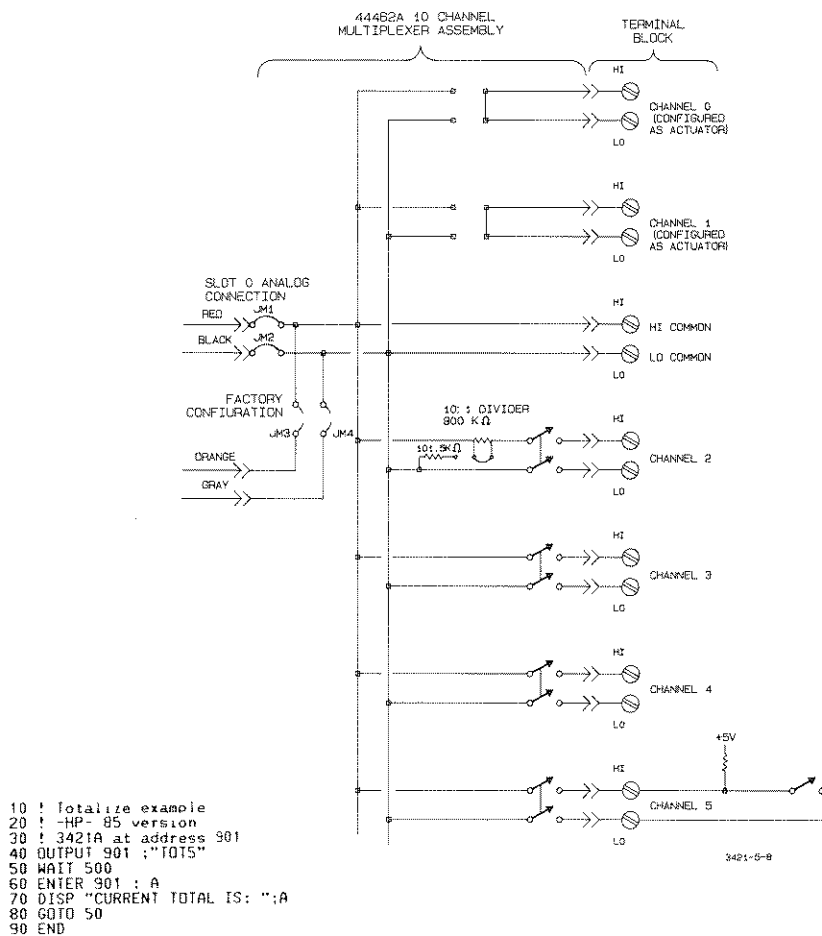 44462A 10 CHANNEL
MULTIPLEXER ASSEMBLY
TERMINAL
BLOCK
HI
CHANNEL 0
(CONFIGURED
AS ACTUATOR)
LO
HI
CHANNEL 1
(CONFIGURED
AS ACTUATOR)
LO
SLOT 0 ANALOG
CONNECTION
RED
JM1
HI
HI COMMON
BLACK
JM2
LO COMMON
LO
FACTORY
CONFIURATION
JM3
JM4
10:1 DIVIDER
900 KΩ
101.5KΩ
HI
CHANNEL 2
LO
ORANGE
GRAY
HI
CHANNEL 3
LO
HI
CHANNEL 4
LO
+5V
HI
CHANNEL 5
LO
3421-5-8
10 ! Totalize example
20 ! -HP- 85 version
30 ! 3421A at address 901
40 OUTPUT 901 ;"TOT5"
50 WAIT 500
60 ENTER 901 ; A
70 DISP "CURRENT TOTAL IS: ";A
80 GOTO 50
90 END